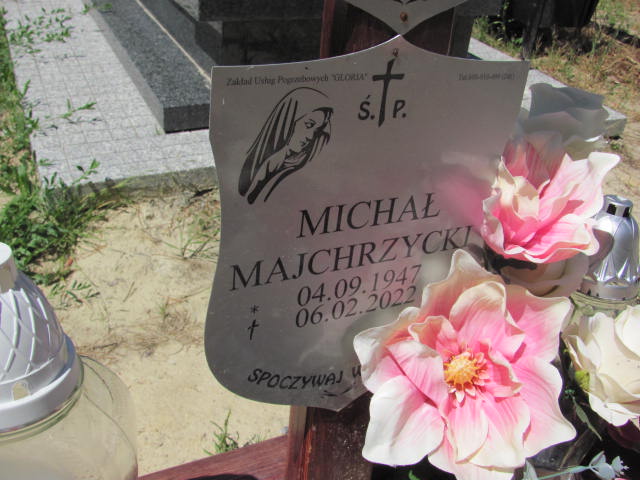 Zakład Usług Pogrzebowych "GLORIA"
Ś. P.
MICHAŁ
MAJCHRZYCKI
* 04.09.1947
† 06.02.2022
SPOCZYWAJ